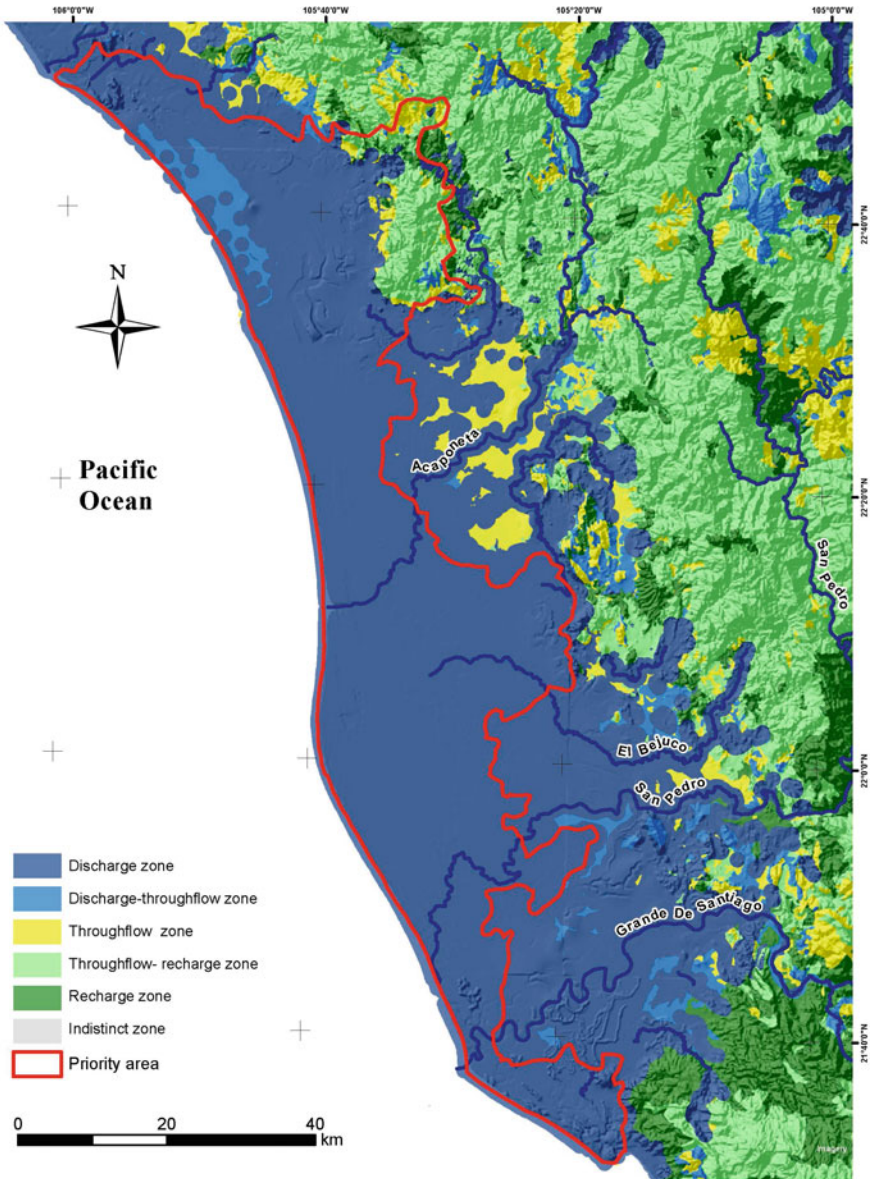 106°0'0"W
105°40'0"W
105°20'0"W
105°0'0"W
22°40'0"N
22°20'0"N
22°0'0"N
21°40'0"N
N
Pacific
Ocean
Acaponeta
San Pedro
El Bejuco
San Pedro
Grande De Santiago
Discharge zone
Discharge-throughflow zone
Throughflow zone
Throughflow- recharge zone
Recharge zone
Indistinct zone
Priority area
0 20 40
km
Imagery